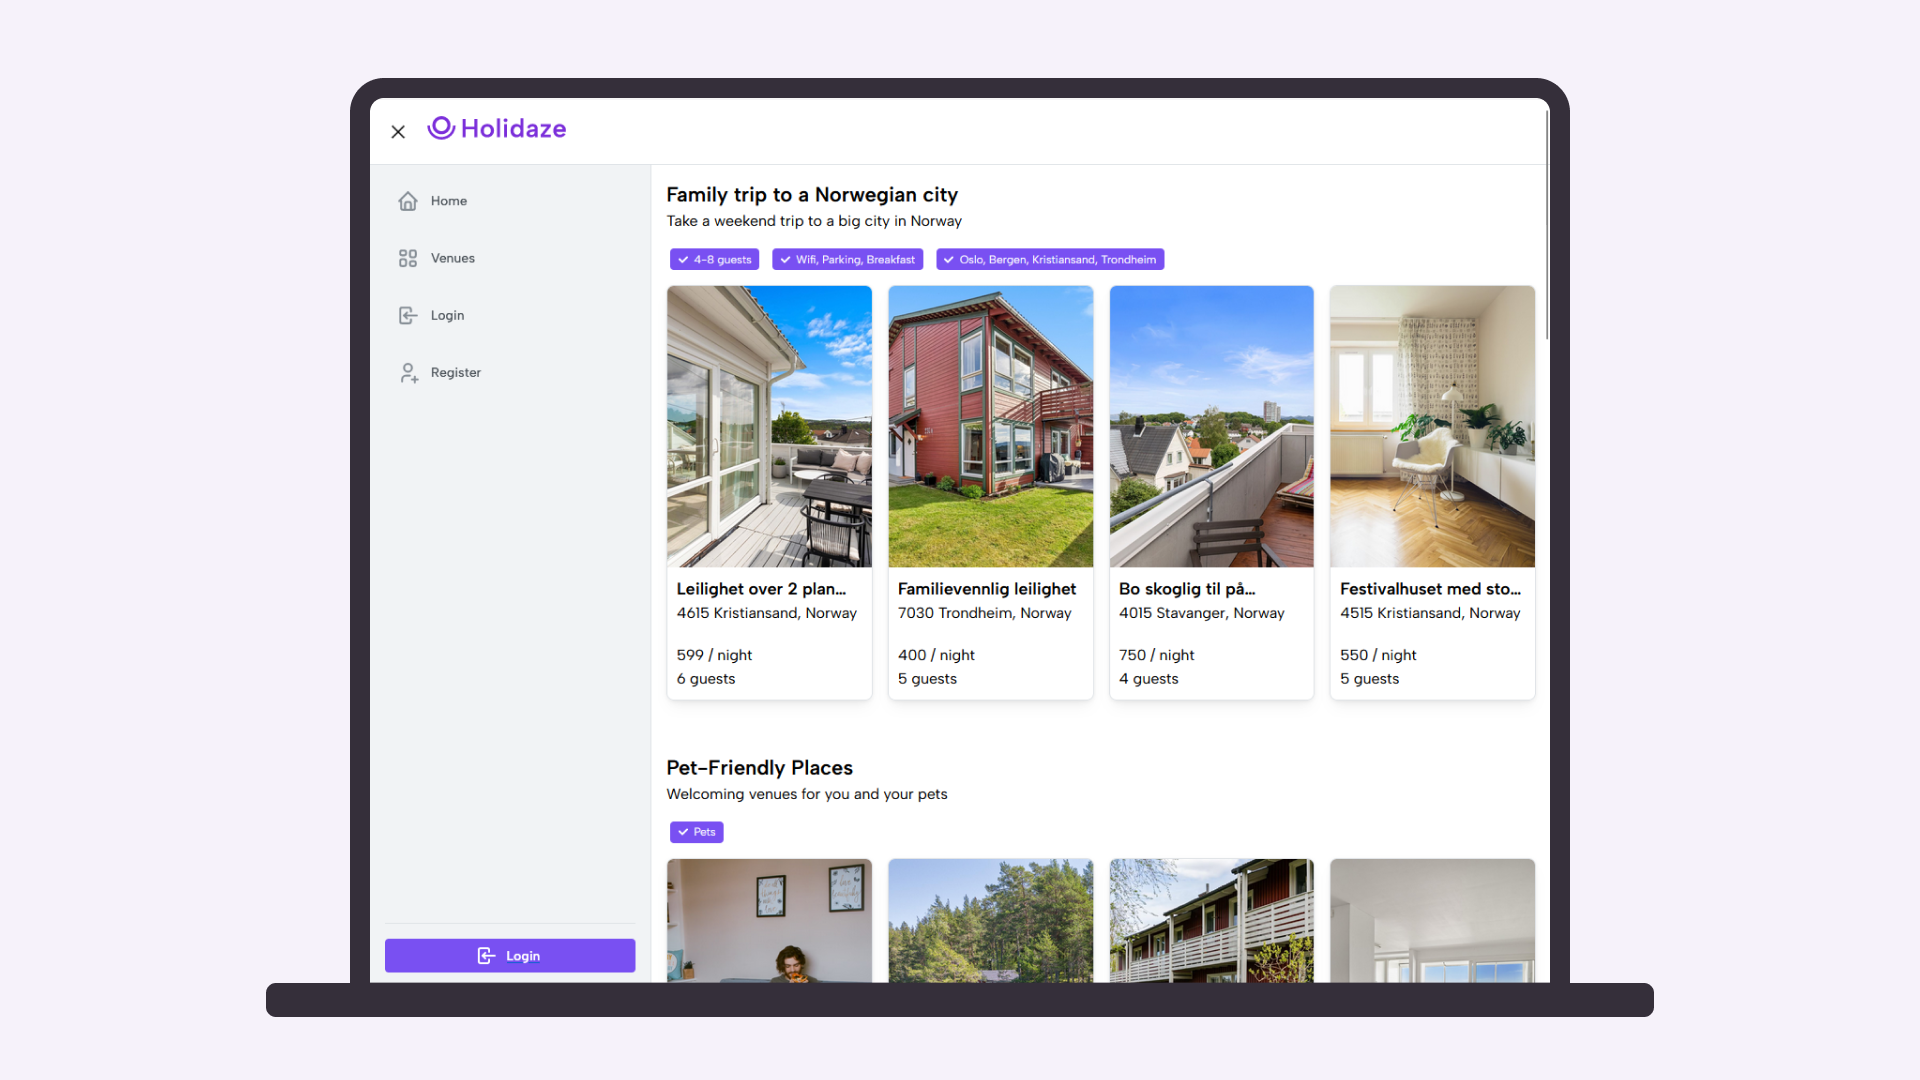 Holidaze
Home
Venues
Login
Register
Login
Family trip to a Norwegian city
Take a weekend trip to a big city in Norway
4-8 guests
Wifi, Parking, Breakfast
Oslo, Bergen, Kristiansand, Trondheim
Leilighet over 2 plan...
4615 Kristiansand, Norway
599 / night
6 guests
Familievennlig leilighet
7030 Trondheim, Norway
400 / night
5 guests
Bo skoglig til på...
4015 Stavanger, Norway
750 / night
4 guests
Festivalhuset med sto...
4515 Kristiansand, Norway
550 / night
5 guests
Pet-Friendly Places
Welcoming venues for you and your pets
Pets